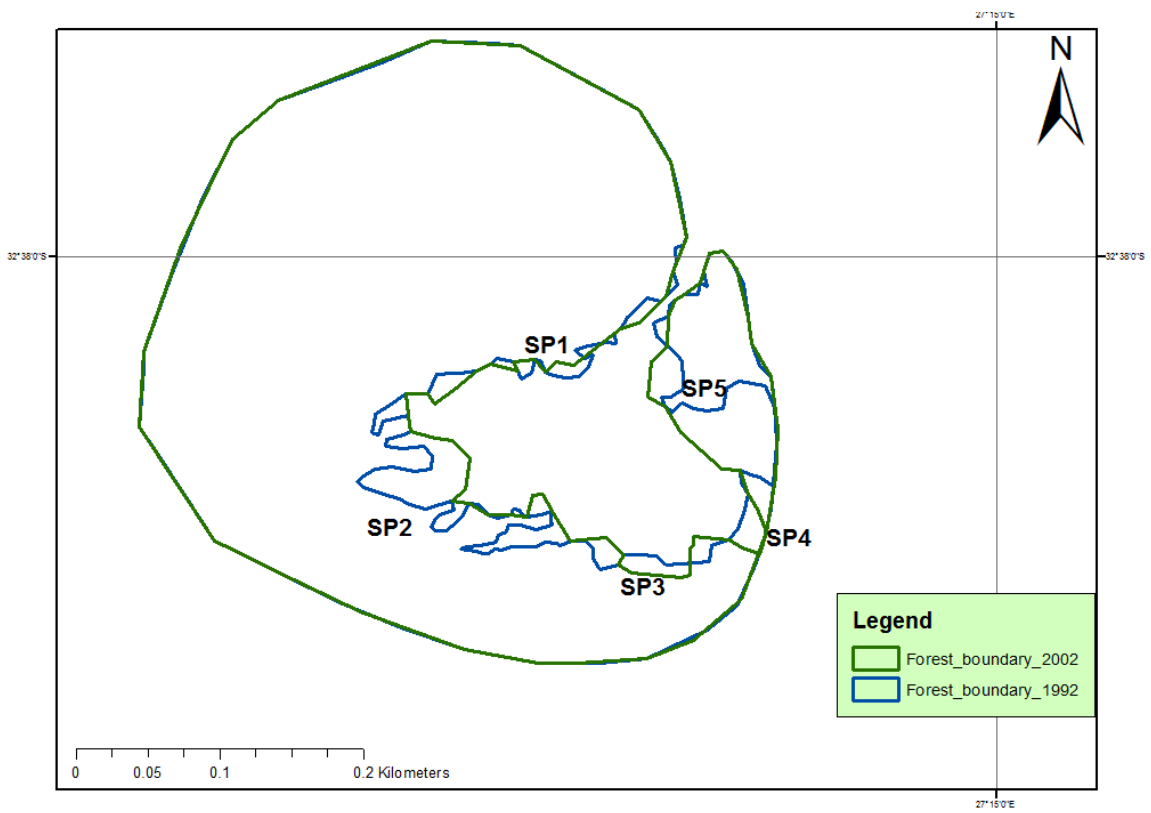 27°15'0"E
N
32°38'0"S
32°38'0"S
SP1
SP5
SP2
SP4
SP3
Legend
Forest_boundary_2002
Forest_boundary_1992
0 0.05 0.1 0.2 Kilometers
27°15'0"E